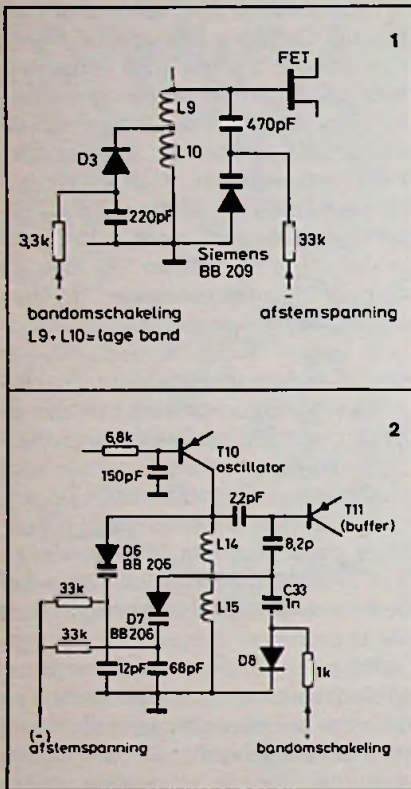 1
FET
L9
470pF
L10
D3
220pF
3,3k
Siemens
BB 209
33k
bandomschakeling
L9+L10=lage band
afstemspanning
2
6,8k
T10
oscillator
150pF
2,2pF
T11
(buffer)
L14
8,2p
D6
BB 206
33k
L15
C33
1n
D7
BB206
33k
D8
12pF
68pF
1k
(-)
afstemspanning
bandomschakeling